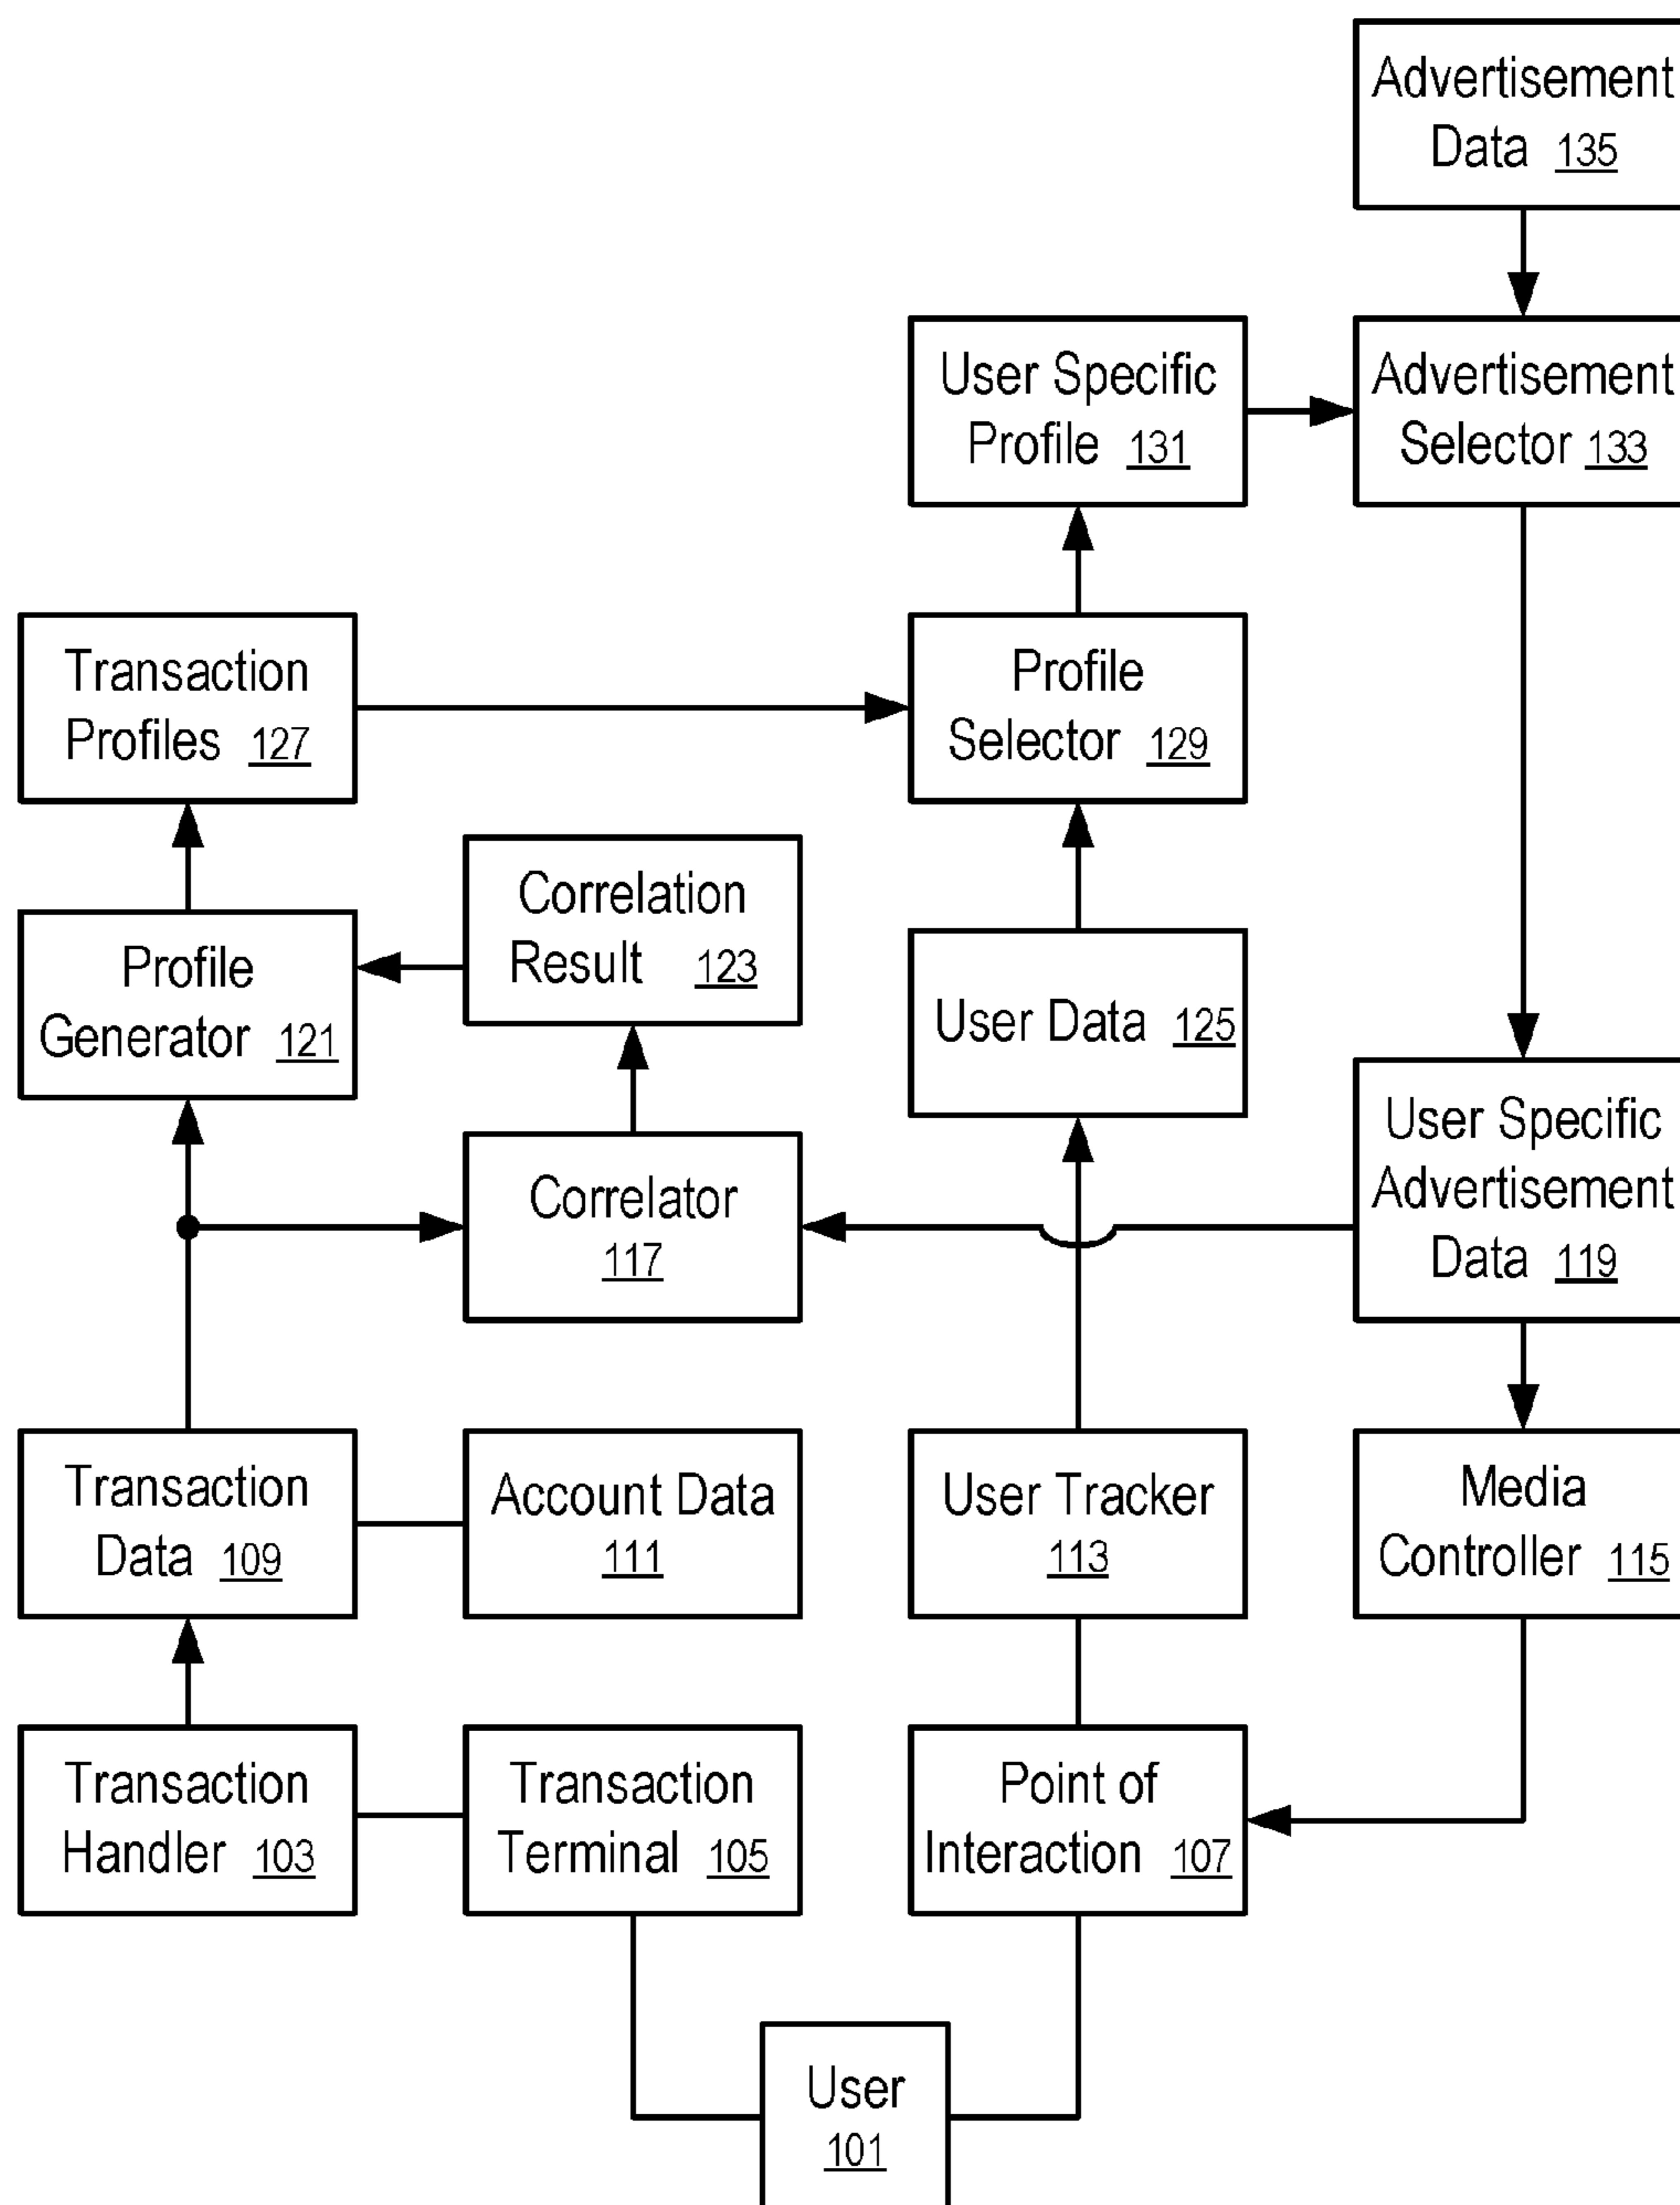 Advertisement
Data 135
User Specific
Profile 131
Advertisement
Selector 133
Transaction
Profiles 127
Profile
Selector 129
Correlation
Result 123
Profile
Generator 121
User Data 125
User Specific
Advertisement
Data 119
Correlator
117
Transaction
Data 109
Account Data
111
User Tracker
113
Media
Controller 115
Transaction
Handler 103
Transaction
Terminal 105
Point of
Interaction 107
User
101